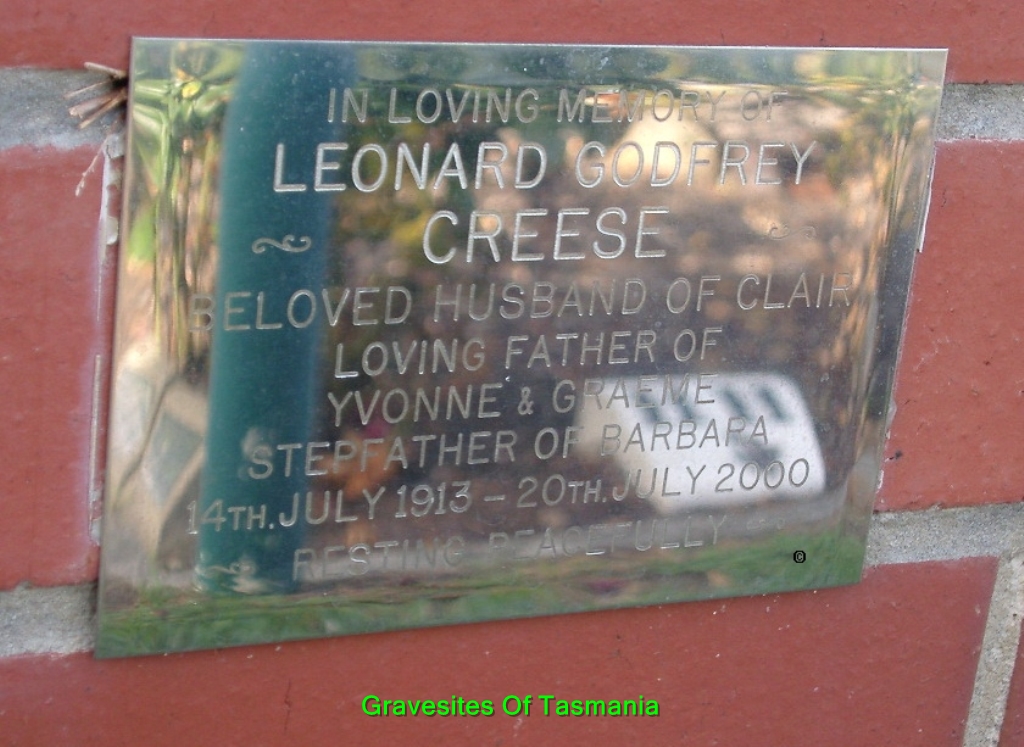 IN LOVING MEMORY OF
LEONARD GODFREY
CREESE
BELOVED HUSBAND OF CLAIR
LOVING FATHER OF
YVONNE & GRAEME
STEPFATHER OF BARBARA
14TH. JULY 1913 - 20TH. JULY 2000
RESTING PEACEFULLY
©
Gravesites Of Tasmania